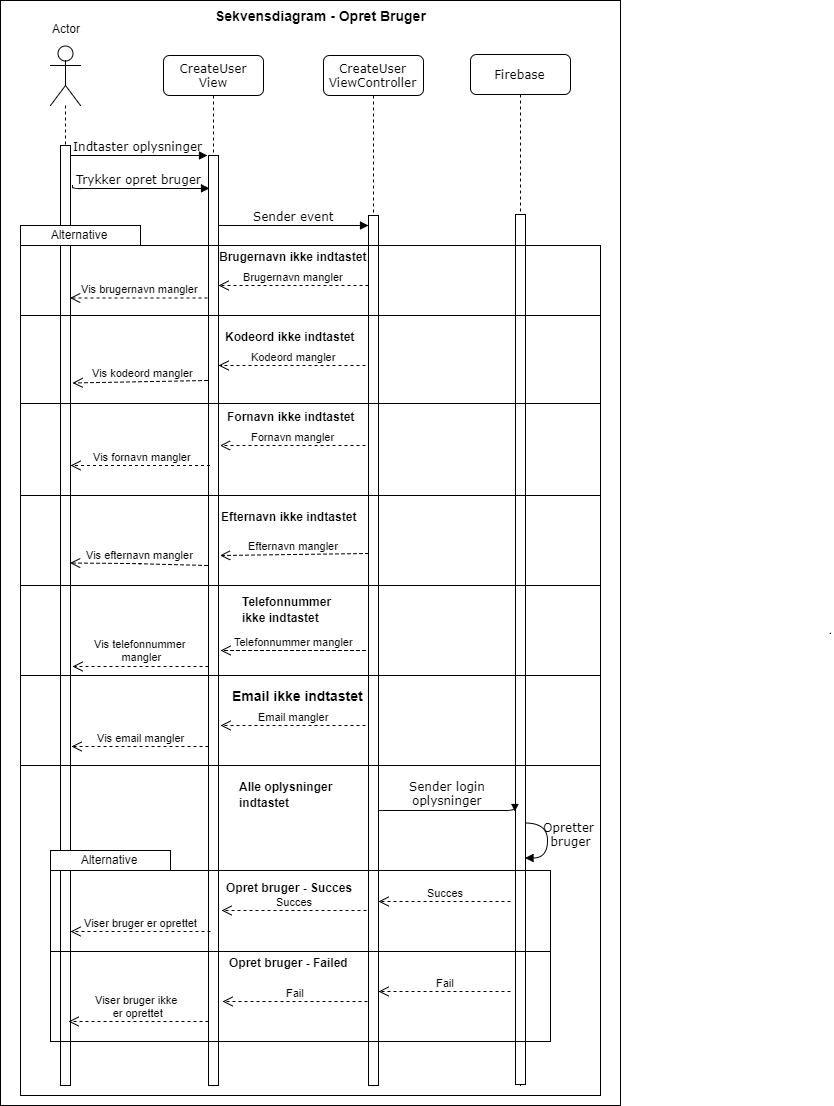 Sekvensdiagram - Opret Bruger
Actor
CreateUser
View
CreateUser
ViewController
Firebase
Indtaster oplysninger
Trykker opret bruger
Sender event
Alternative
Brugernavn ikke indtastet
Brugernavn mangler
Vis brugernavn mangler
Kodeord ikke indtastet
Kodeord mangler
Vis kodeord mangler
Fornavn ikke indtastet
Fornavn mangler
Vis fornavn mangler
Efternavn ikke indtastet
Efternavn mangler
Vis efternavn mangler
Telefonnummer
ikke indtastet
Telefonnummer mangler
Vis telefonnummer
mangler
Email ikke indtastet
Email mangler
Vis email mangler
Alle oplysninger
indtastet
Sender login
oplysninger
Opretter
bruger
Alternative
Opret bruger - Succes
Succes
Succes
Viser bruger er oprettet
Opret bruger - Failed
Fail
Fail
Viser bruger ikke
er oprettet